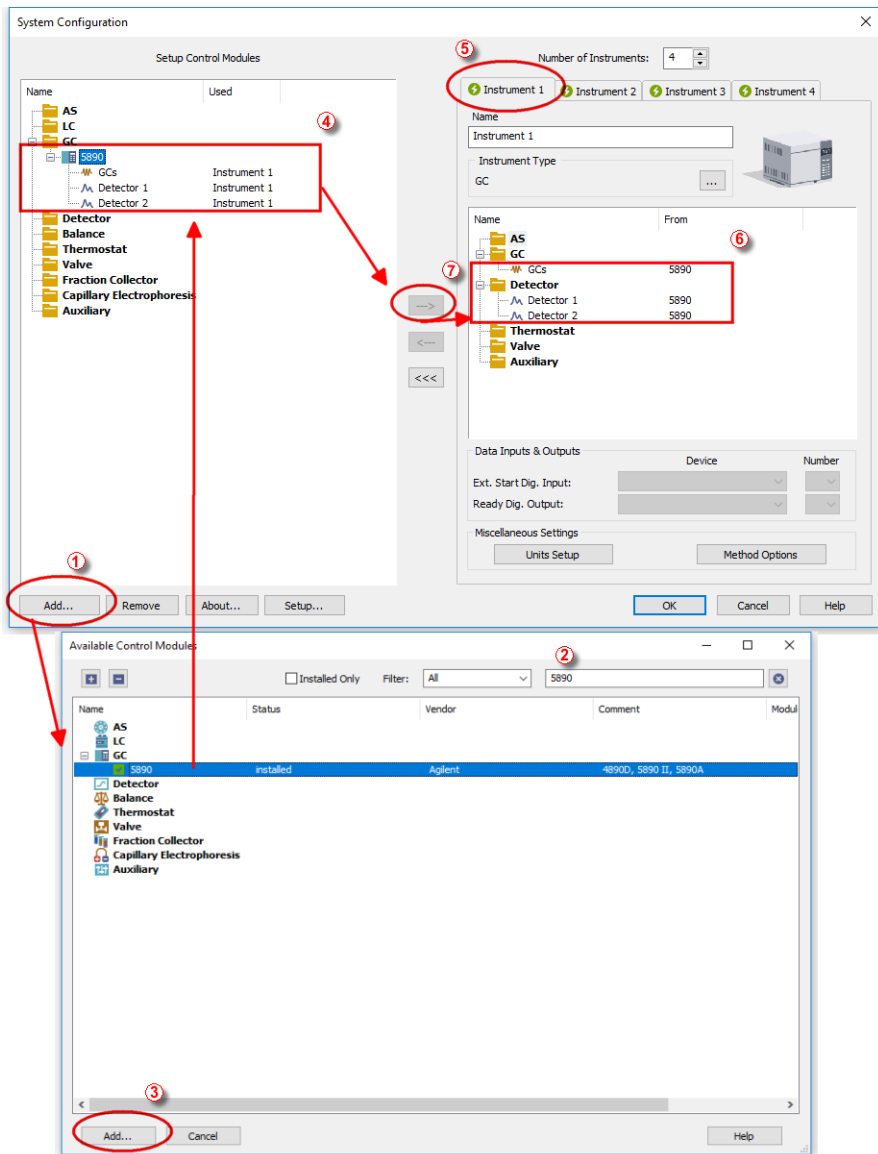 System Configuration
Setup Control Modules
⑤
Number of Instruments: 4
Name Used
AS
LC
GC
④
5890
GCs Instrument 1
Detector 1 Instrument 1
Detector 2 Instrument 1
Detector
Balance
Thermostat
Valve
Fraction Collector
Capillary Electrophoresis
Auxiliary
Instrument 1 Instrument 2 Instrument 3 Instrument 4
Name
Instrument 1
Instrument Type
GC ...
Name From
AS
GC
⑥
GCs 5890
Detector
Detector 1 5890
Detector 2 5890
Thermostat
Valve
Auxiliary
⑦
--->
<---
<<<
Data Inputs & Outputs
Device Number
Ext. Start Dig. Input:
Ready Dig. Output:
Miscellaneous Settings
Units Setup Method Options
①
Add... Remove About... Setup... OK Cancel Help
Available Control Modules
②
Installed Only Filter: All 5890
Name Status Vendor Comment Modul
AS
LC
GC
5890 installed Agilent 4890D, 5890 II, 5890A
Detector
Balance
Thermostat
Valve
Fraction Collector
Capillary Electrophoresis
Auxiliary
③
Add... Cancel Help